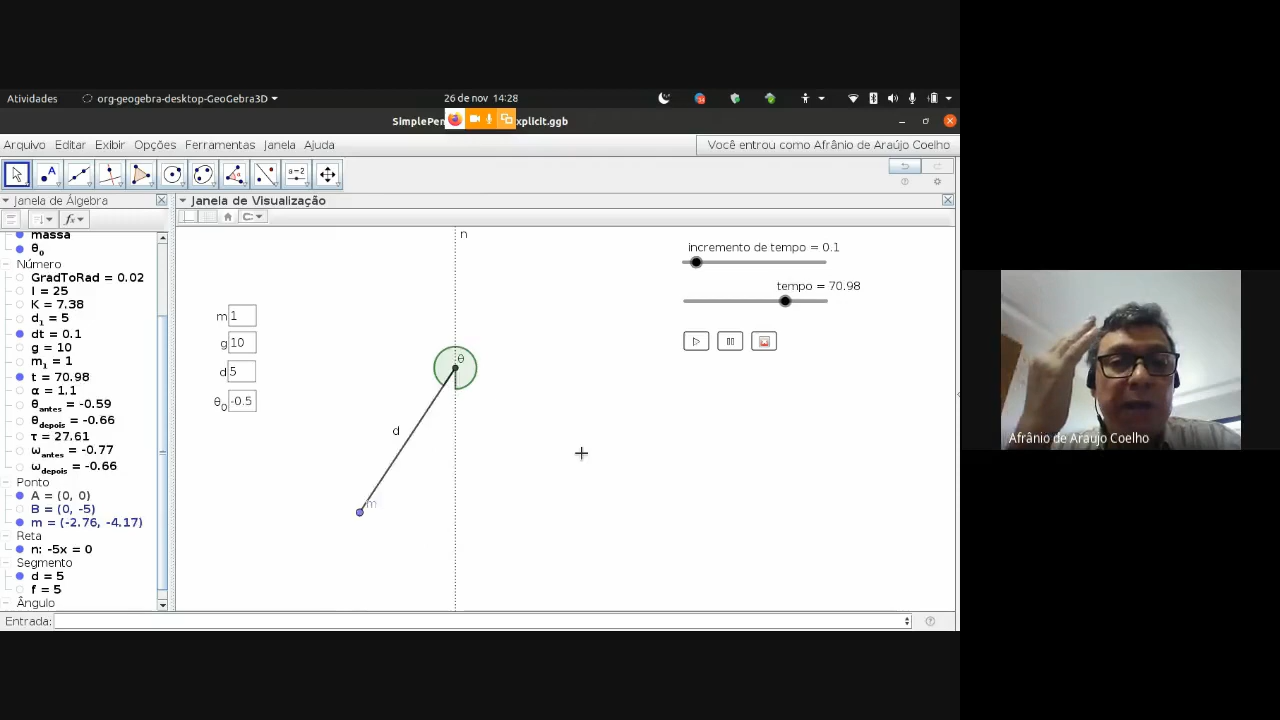 Atividades
org-geogebra-desktop-GeoGebra3D
26 de nov 14:28
SimplePen
xplicit.ggb
Arquivo Editar Exibir Opções Ferramentas Janela Ajuda
Você entrou como Afrânio de Araújo Coelho
A
a=2
Janela de Álgebra
Janela de Visualização
massa
θ₀
Número
GradToRad = 0.02
I = 25
K = 7.38
d₁ = 5
dt = 0.1
g = 10
m₁ = 1
t = 70.98
α = 1.1
θantes = -0.59
θdepois = -0.66
τ = 27.61
ωantes = -0.77
ωdepois = -0.66
Ponto
A = (0, 0)
B = (0, -5)
m = (-2.76, -4.17)
Reta
n: -5x = 0
Segmento
d = 5
f = 5
Ângulo
n
m 1
g 10
d 5
θ₀ -0.5
θ
d
m
incremento de tempo = 0.1
tempo = 70.98
Entrada:
Afrânio de Araujo Coelho